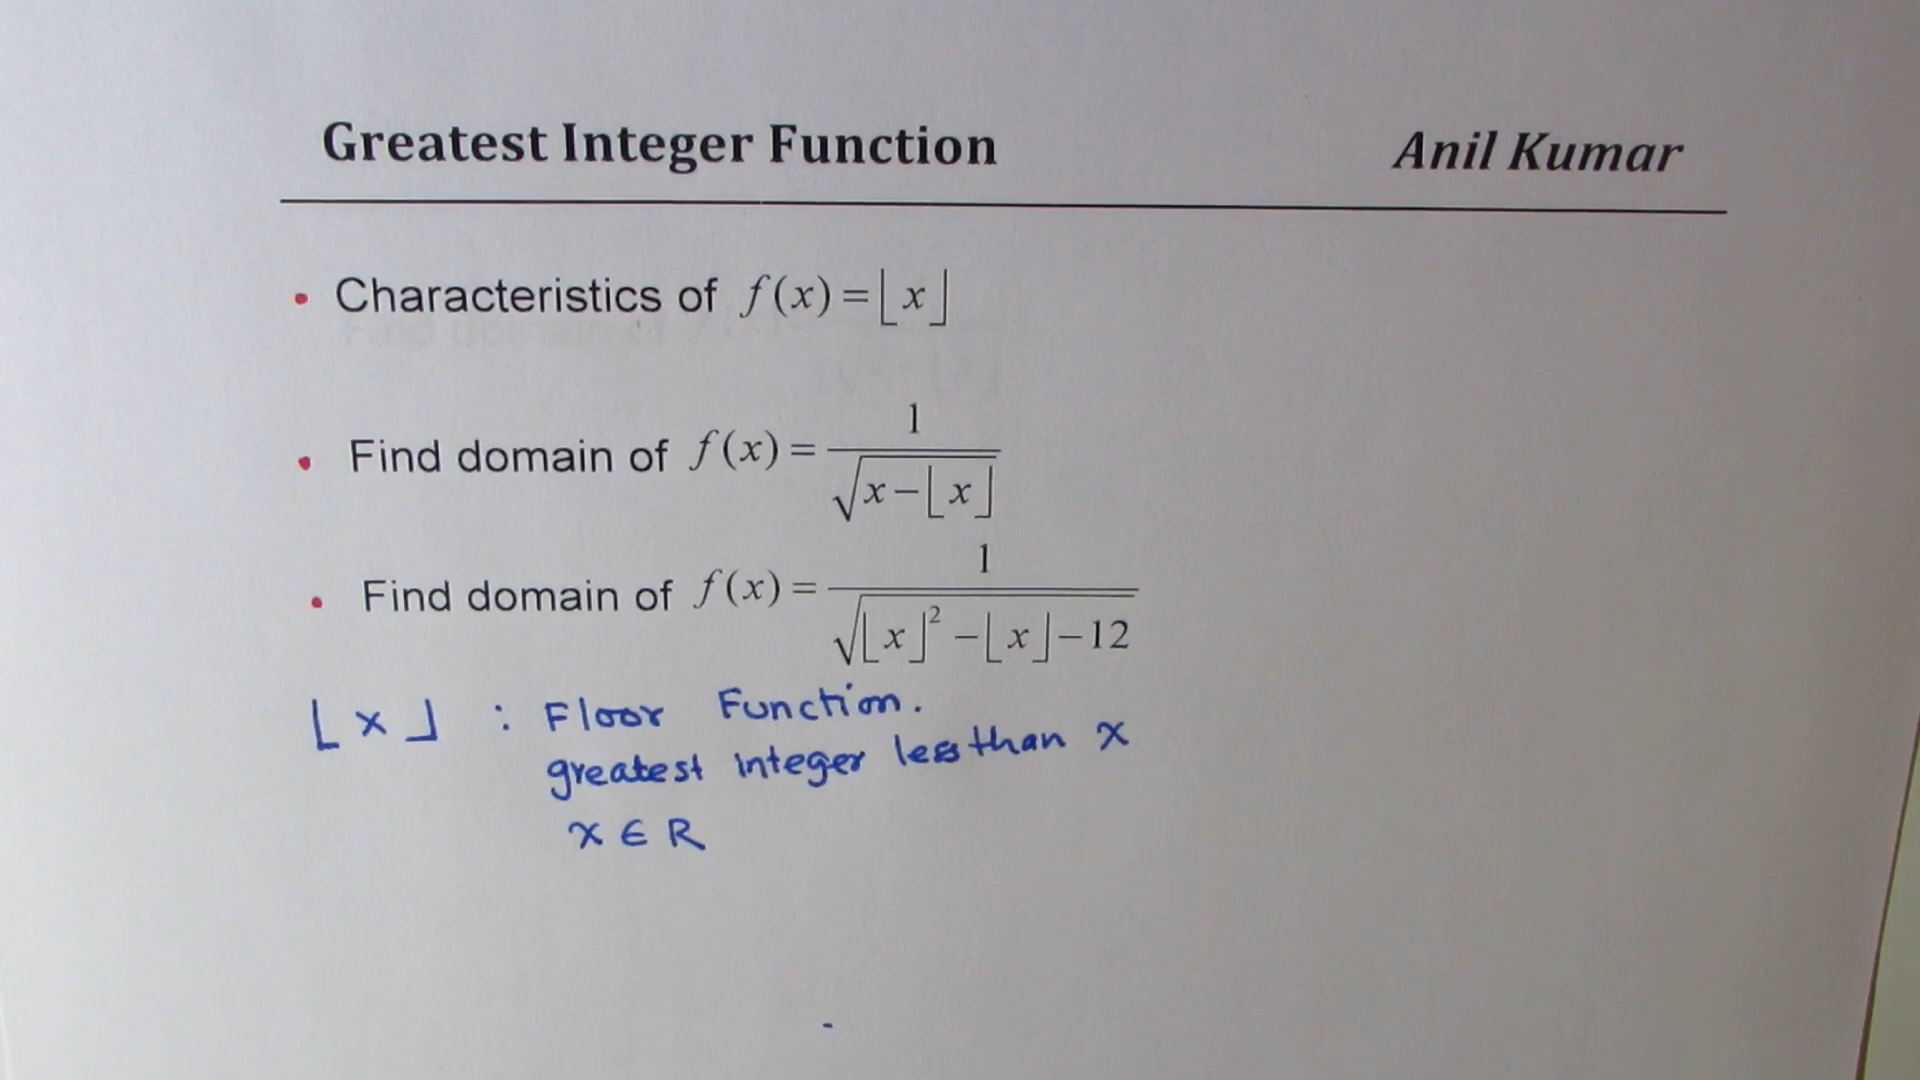 Greatest Integer Function Anil Kumar
• Characteristics of f(x)=⌊x⌋
• Find domain of f(x)=1/√(x−⌊x⌋)
• Find domain of f(x)=1/√(⌊x⌋²−⌊x⌋−12)
⌊x⌋ : Floor Function.
greatest integer less than x
x ∈ R